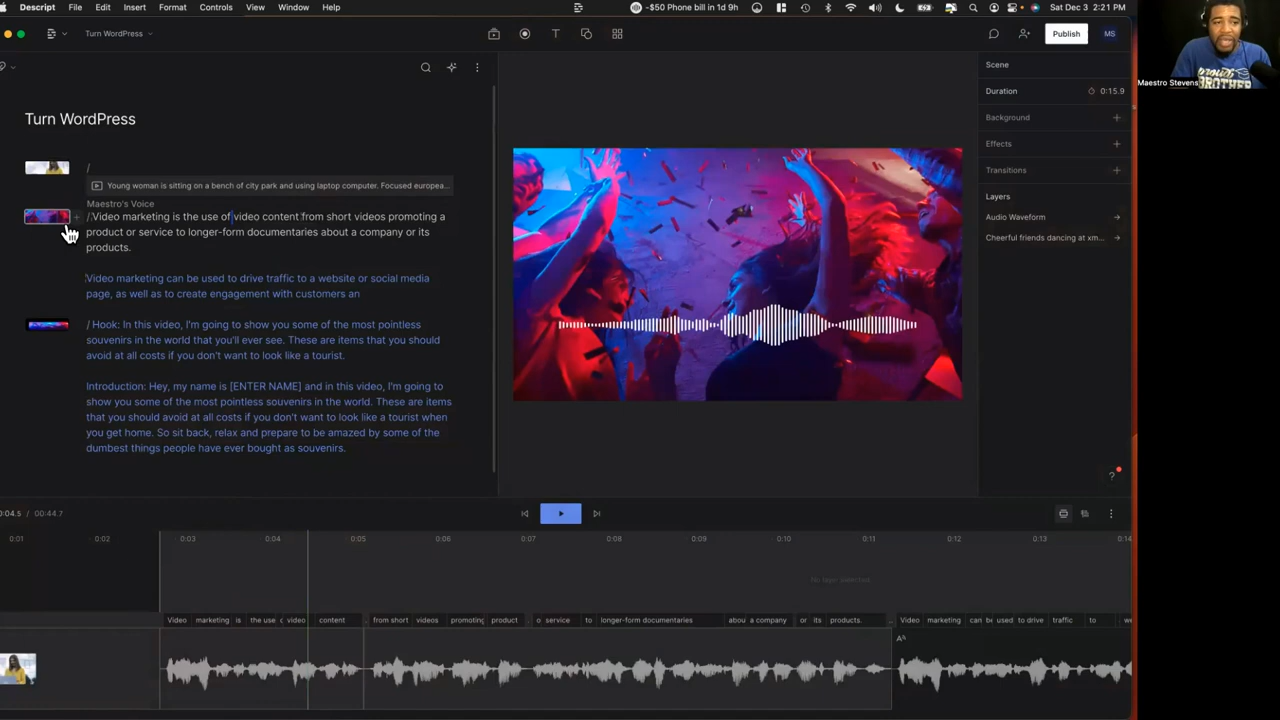 Descript File Edit Insert Format Controls View Window Help -$50 Phone bill in 1d 9h Sat Dec 3 2:21 PM
Turn WordPress Publish MS
Maestro Stevens
Scene
Duration 0:15.9
Background
Effects
Transitions
Layers
Audio Waveform
Cheerful friends dancing at xm...
Turn WordPress
/
Young woman is sitting on a bench of city park and using laptop computer. Focused europea...
Maestro's Voice
/ Video marketing is the use of video content from short videos promoting a
product or service to longer-form documentaries about a company or its
products.
Video marketing can be used to drive traffic to a website or social media
page, as well as to create engagement with customers an
/ Hook: In this video, I'm going to show you some of the most pointless
souvenirs in the world that you'll ever see. These are items that you should
avoid at all costs if you don't want to look like a tourist.
Introduction: Hey, my name is [ENTER NAME] and in this video, I'm going to
show you some of the most pointless souvenirs in the world. These are items
that you should avoid at all costs if you don't want to look like a tourist when
you get home. So sit back, relax and prepare to be amazed by some of the
dumbest things people have ever bought as souvenirs.
?
0:04.5 / 00:44.7
0:01 0:02 0:03 0:04 0:05 0:06 0:07 0:08 0:09 0:10 0:11 0:12 0:13 0:14
No layer selected
Video marketing is the use video content from short videos promoting product o service to longer-form documentaries abou a company or its products. Video marketing can be used to drive traffic to we